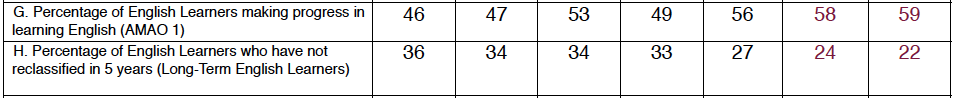 G. Percentage of English Learners making progress in
learning English (AMAO 1)
46 47 53 49 56 58 59
H. Percentage of English Learners who have not
reclassified in 5 years (Long-Term English Learners)
36 34 34 33 27 24 22